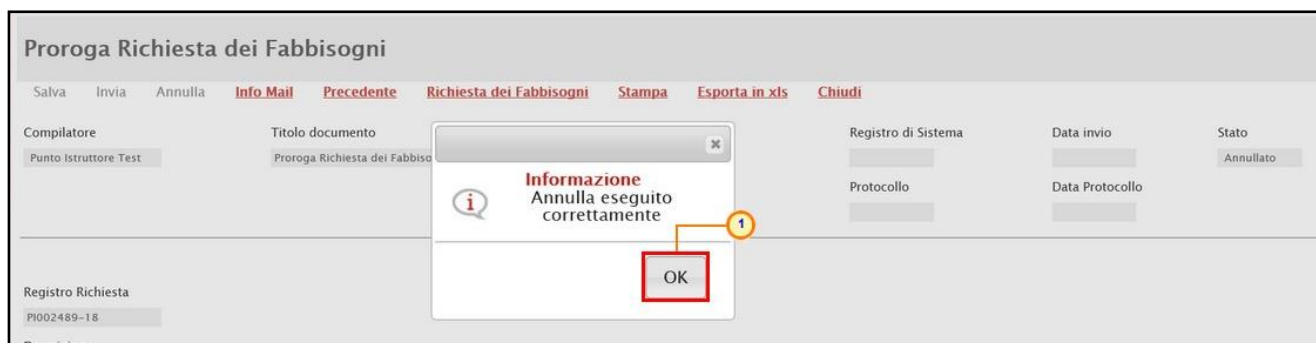 Proroga Richiesta dei Fabbisogni
Salva Invia Annulla Info Mail Precedente Richiesta dei Fabbisogni Stampa Esporta in xls Chiudi
Compilatore Titolo documento Registro di Sistema Data invio Stato
Punto Istruttore Test Proroga Richiesta dei Fabbiso Annullato
Protocollo Data Protocollo
Informazione
Annulla eseguito
correttamente
1
OK
Registro Richiesta
PI002489-18